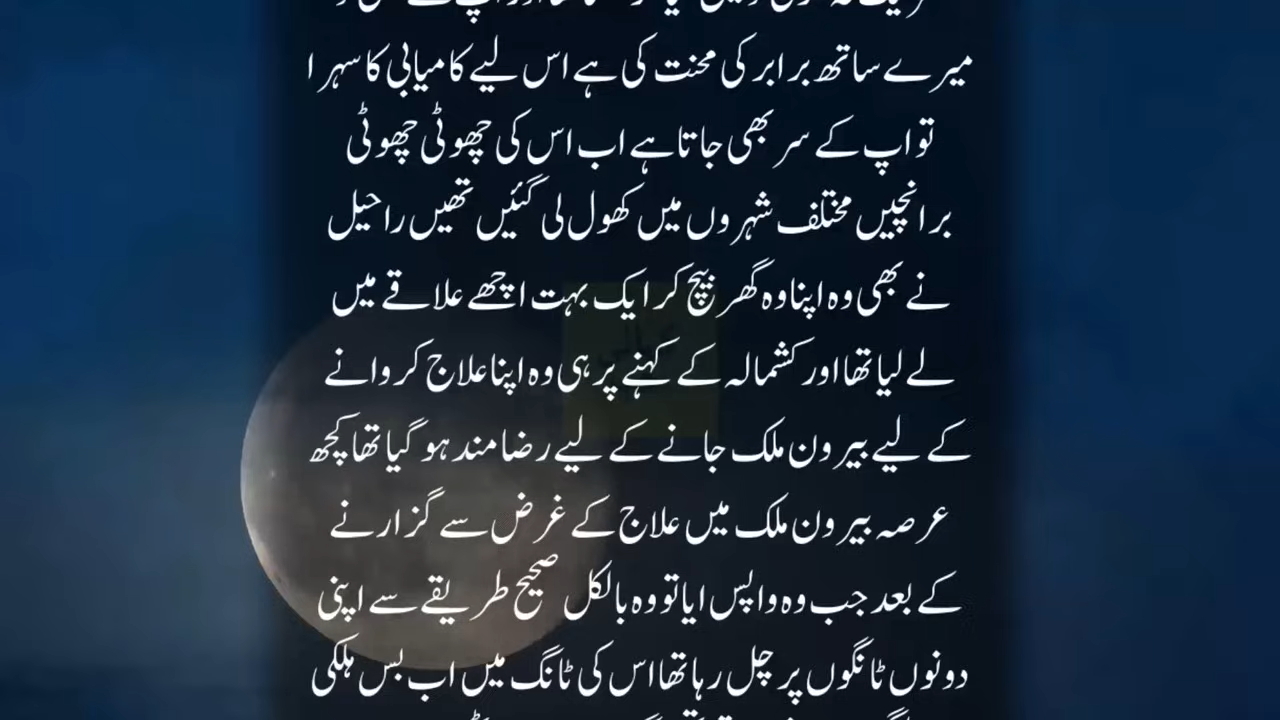 میرے ساتھ برابر کی محنت کی ہے اس لیے کامیابی کا سہرا
تو اپ کے سر بھی جاتا ہے اب اس کی چھوٹی چھوٹی
برانچیں مختلف شہروں میں کھول لی گئیں تھیں راحیل
نے بھی وہ اپنا وہ گھر بیچ کر ایک بہت اچھے علاقے میں
لے لیا تھا اور کشمالہ کے کہنے پر ہی وہ اپنا علاج کروانے
کے لیے بیرون ملک جانے کے لیے رضامند ہو گیا تھا کچھ
عرصہ بیرون ملک میں علاج کے غرض سے گزارنے
کے بعد جب وہ واپس ایا تو وہ بالکل صحیح طریقے سے اپنی
دونوں ٹانگوں پر چل رہا تھا اس کی ٹانگ میں اب بس ہلکی